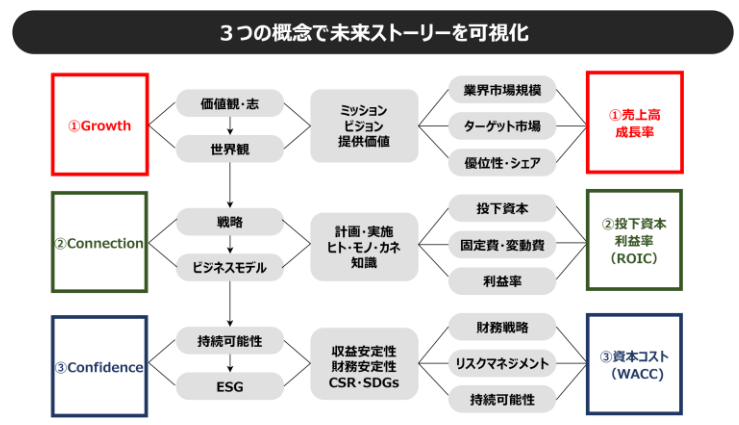 ３つの概念で未来ストーリーを可視化
①Growth
価値観・志
世界観
ミッション
ビジョン
提供価値
業界市場規模
ターゲット市場
優位性・シェア
①売上高
成長率
②Connection
戦略
ビジネスモデル
計画・実施
ヒト・モノ・カネ
知識
投下資本
固定費・変動費
利益率
②投下資本
利益率
（ROIC）
③Confidence
持続可能性
ESG
収益安定性
財務安定性
CSR・SDGs
財務戦略
リスクマネジメント
持続可能性
③資本コスト
（WACC）